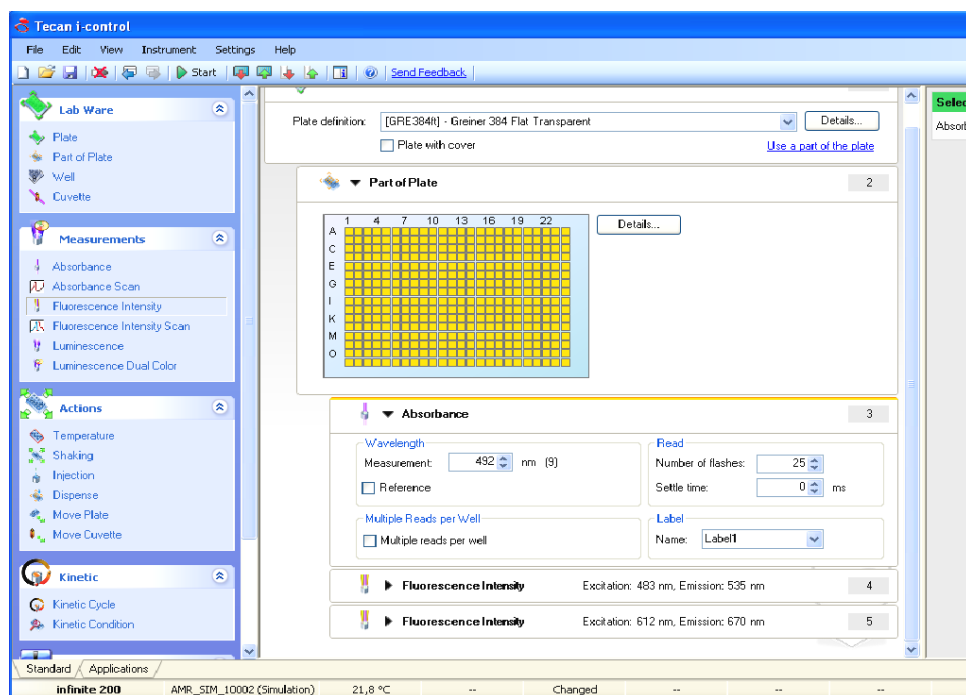 Tecan i-control
File Edit View Instrument Settings Help
Start Send Feedback
Lab Ware
Plate
Part of Plate
Well
Cuvette
Measurements
Absorbance
Absorbance Scan
Fluorescence Intensity
Fluorescence Intensity Scan
Luminescence
Luminescence Dual Color
Actions
Temperature
Shaking
Injection
Dispense
Move Plate
Move Cuvette
Kinetic
Kinetic Cycle
Kinetic Condition
Plate definition: [GRE384ft] - Greiner 384 Flat Transparent Details...
Plate with cover Use a part of the plate
Part of Plate 2
1 4 7 10 13 16 19 22
Details...
A
C
E
G
I
K
M
O
Absorbance 3
Wavelength
Measurement: 492 nm (9)
Reference
Read
Number of flashes: 25
Settle time: 0 ms
Multiple Reads per Well
Multiple reads per well
Label
Name: Label1
Fluorescence Intensity Excitation: 483 nm, Emission: 535 nm 4
Fluorescence Intensity Excitation: 612 nm, Emission: 670 nm 5
Selec
Absorb
Standard Applications
infinite 200 AMR_SIM_10002 (Simulation) 21,8 °C -- Changed -- -- -- --